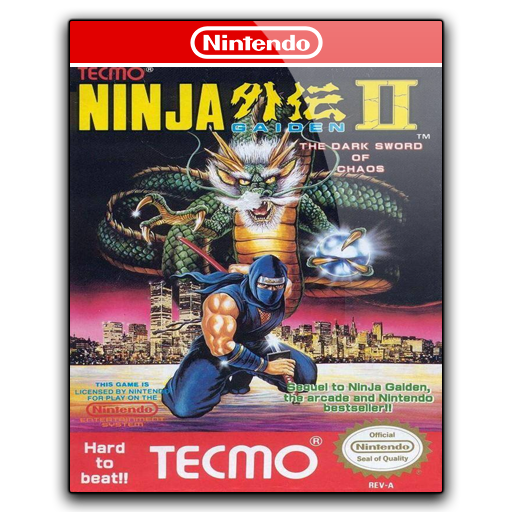 Nintendo
TECMO®
NINJA 外伝 II
GAIDEN
™
THE DARK SWORD
OF
CHAOS
THIS GAME IS
LICENSED BY NINTENDO
FOR PLAY ON THE
Nintendo
ENTERTAINMENT
SYSTEM
Sequel to Ninja Gaiden,
the arcade and Nintendo
bestseller!!
Hard
to
beat!!
TECMO®
Official
Nintendo
Seal of Quality
REV-A